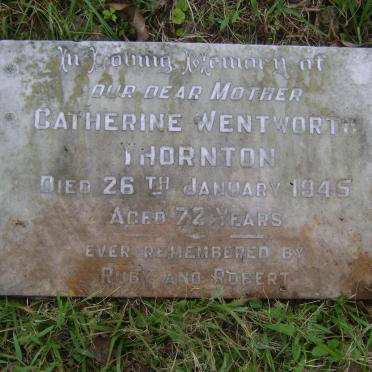 In Loving Memory of
OUR DEAR MOTHER
CATHERINE WENTWORTH
THORNTON
DIED 26TH JANUARY 1945
AGED 72 YEARS
EVER REMEMBERED BY
RUBY AND ROBERT